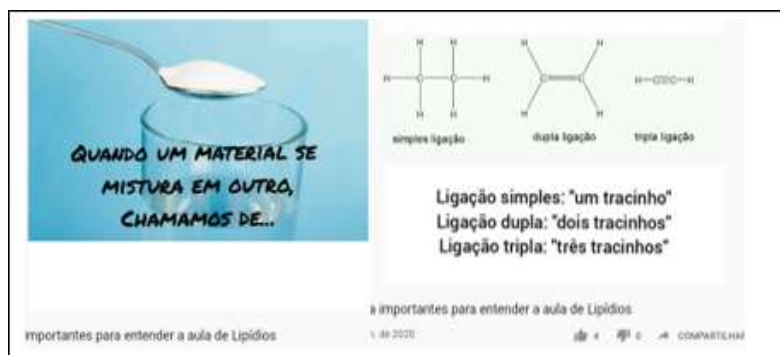 QUANDO UM MATERIAL SE
MISTURA EM OUTRO,
CHAMAMOS DE...
mportantes para entender a aula de Lipídios
H H
H C C H
H H
H H
C C
H H
H C C H
simples ligação dupla ligação tripla ligação
Ligação simples: "um tracinho"
Ligação dupla: "dois tracinhos"
Ligação tripla: "três tracinhos"
a importantes para entender a aula de Lipídios
de 2020 4 0 COMPARTILHAR